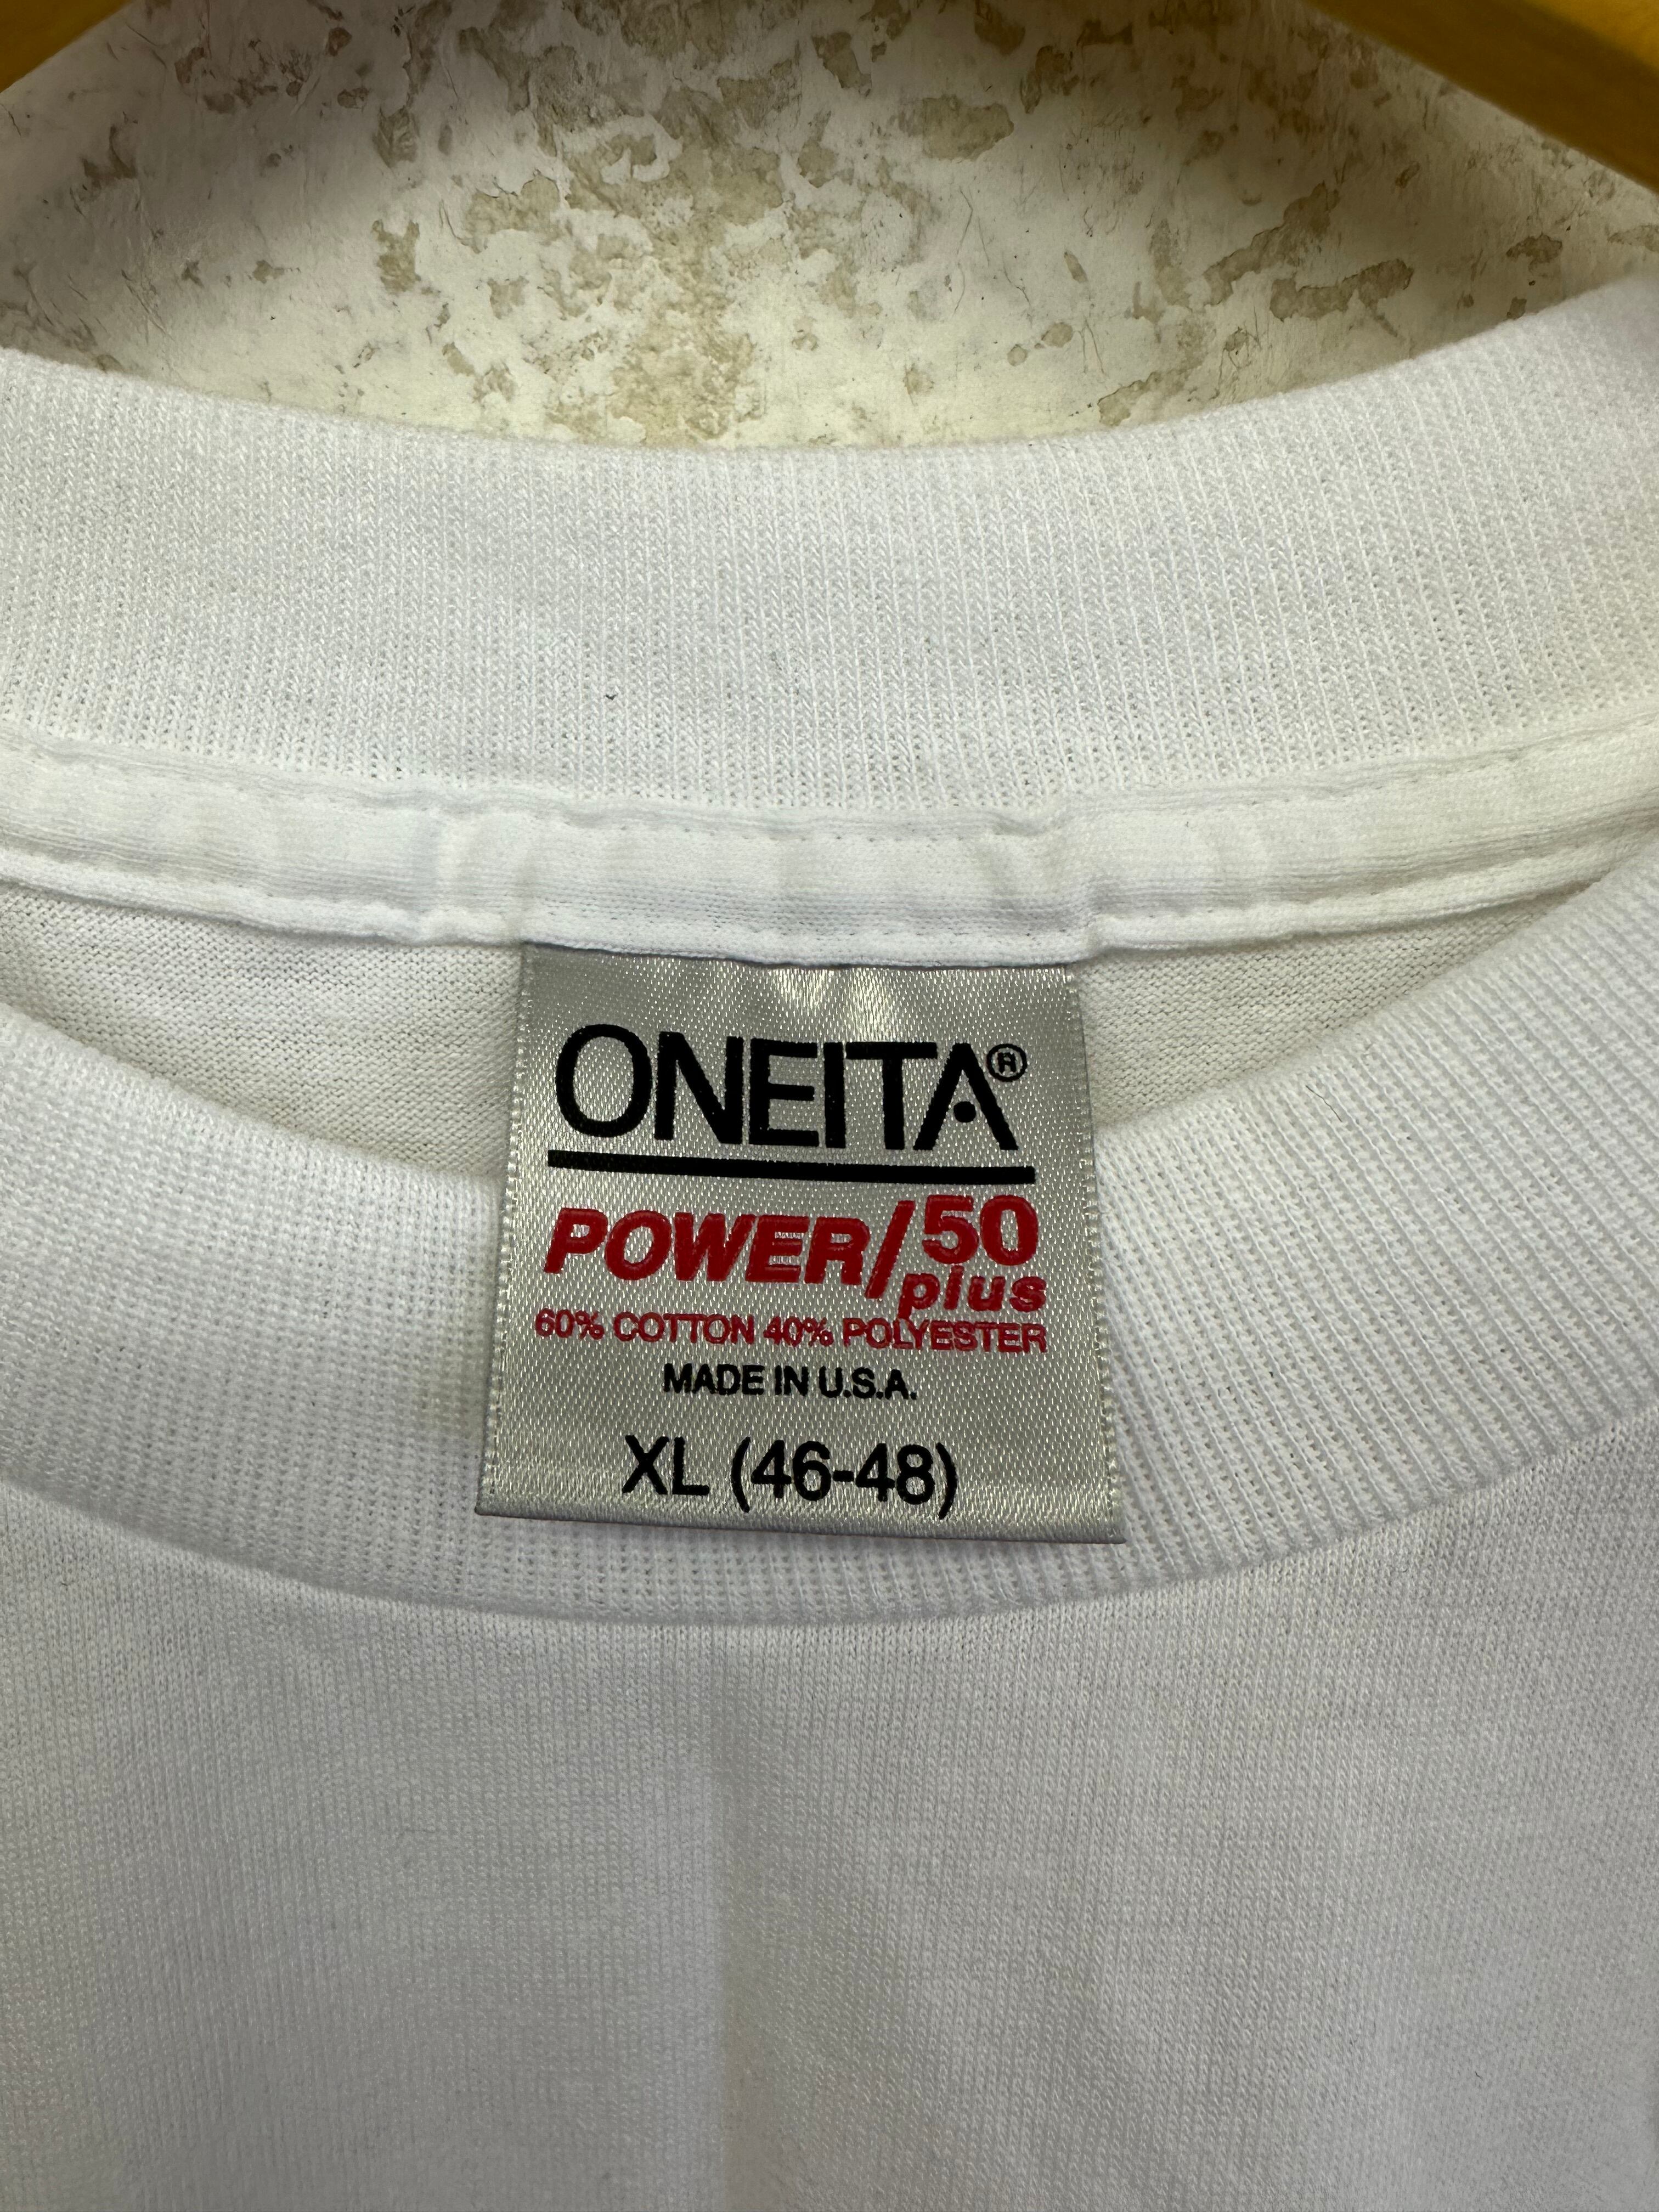 ONEITA®
POWER/50
plus
60% COTTON 40% POLYESTER
MADE IN U.S.A.
XL (46-48)